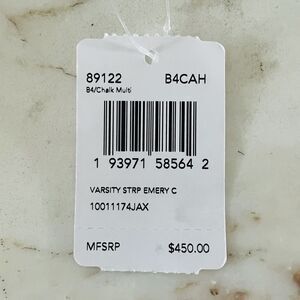 89122 B4CAH
B4/Chalk Multi
1 93971 58564 2
VARSITY STRP EMERY C
10011174JAX
MFSRP $450.00